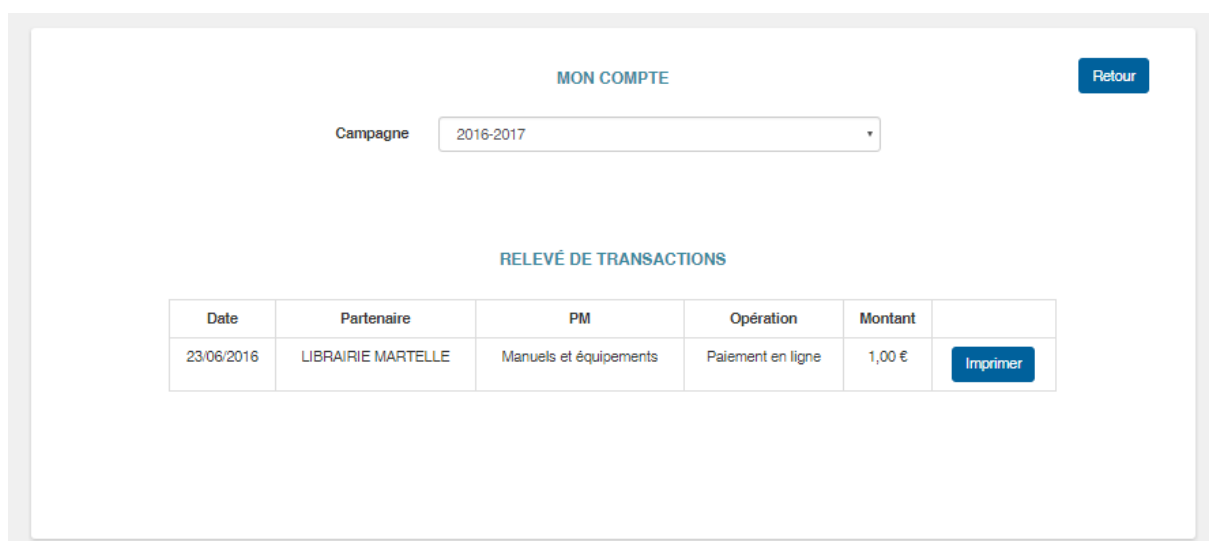 MON COMPTE
Retour
Campagne 2016-2017
RELEVÉ DE TRANSACTIONS
Date Partenaire PM Opération Montant
23/06/2016 LIBRAIRIE MARTELLE Manuels et équipements Paiement en ligne 1,00 € Imprimer